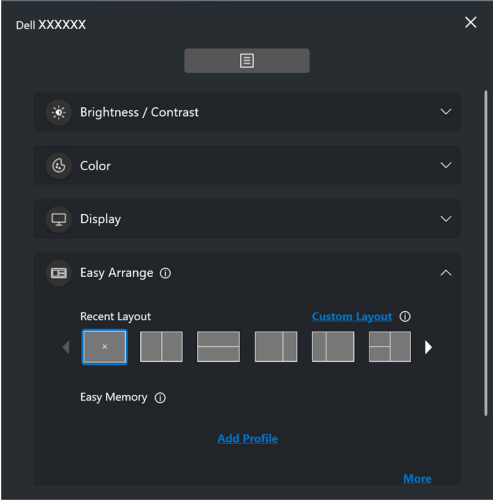 Dell XXXXXX
Brightness / Contrast
Color
Display
Easy Arrange
Recent Layout Custom Layout
Easy Memory
Add Profile
More